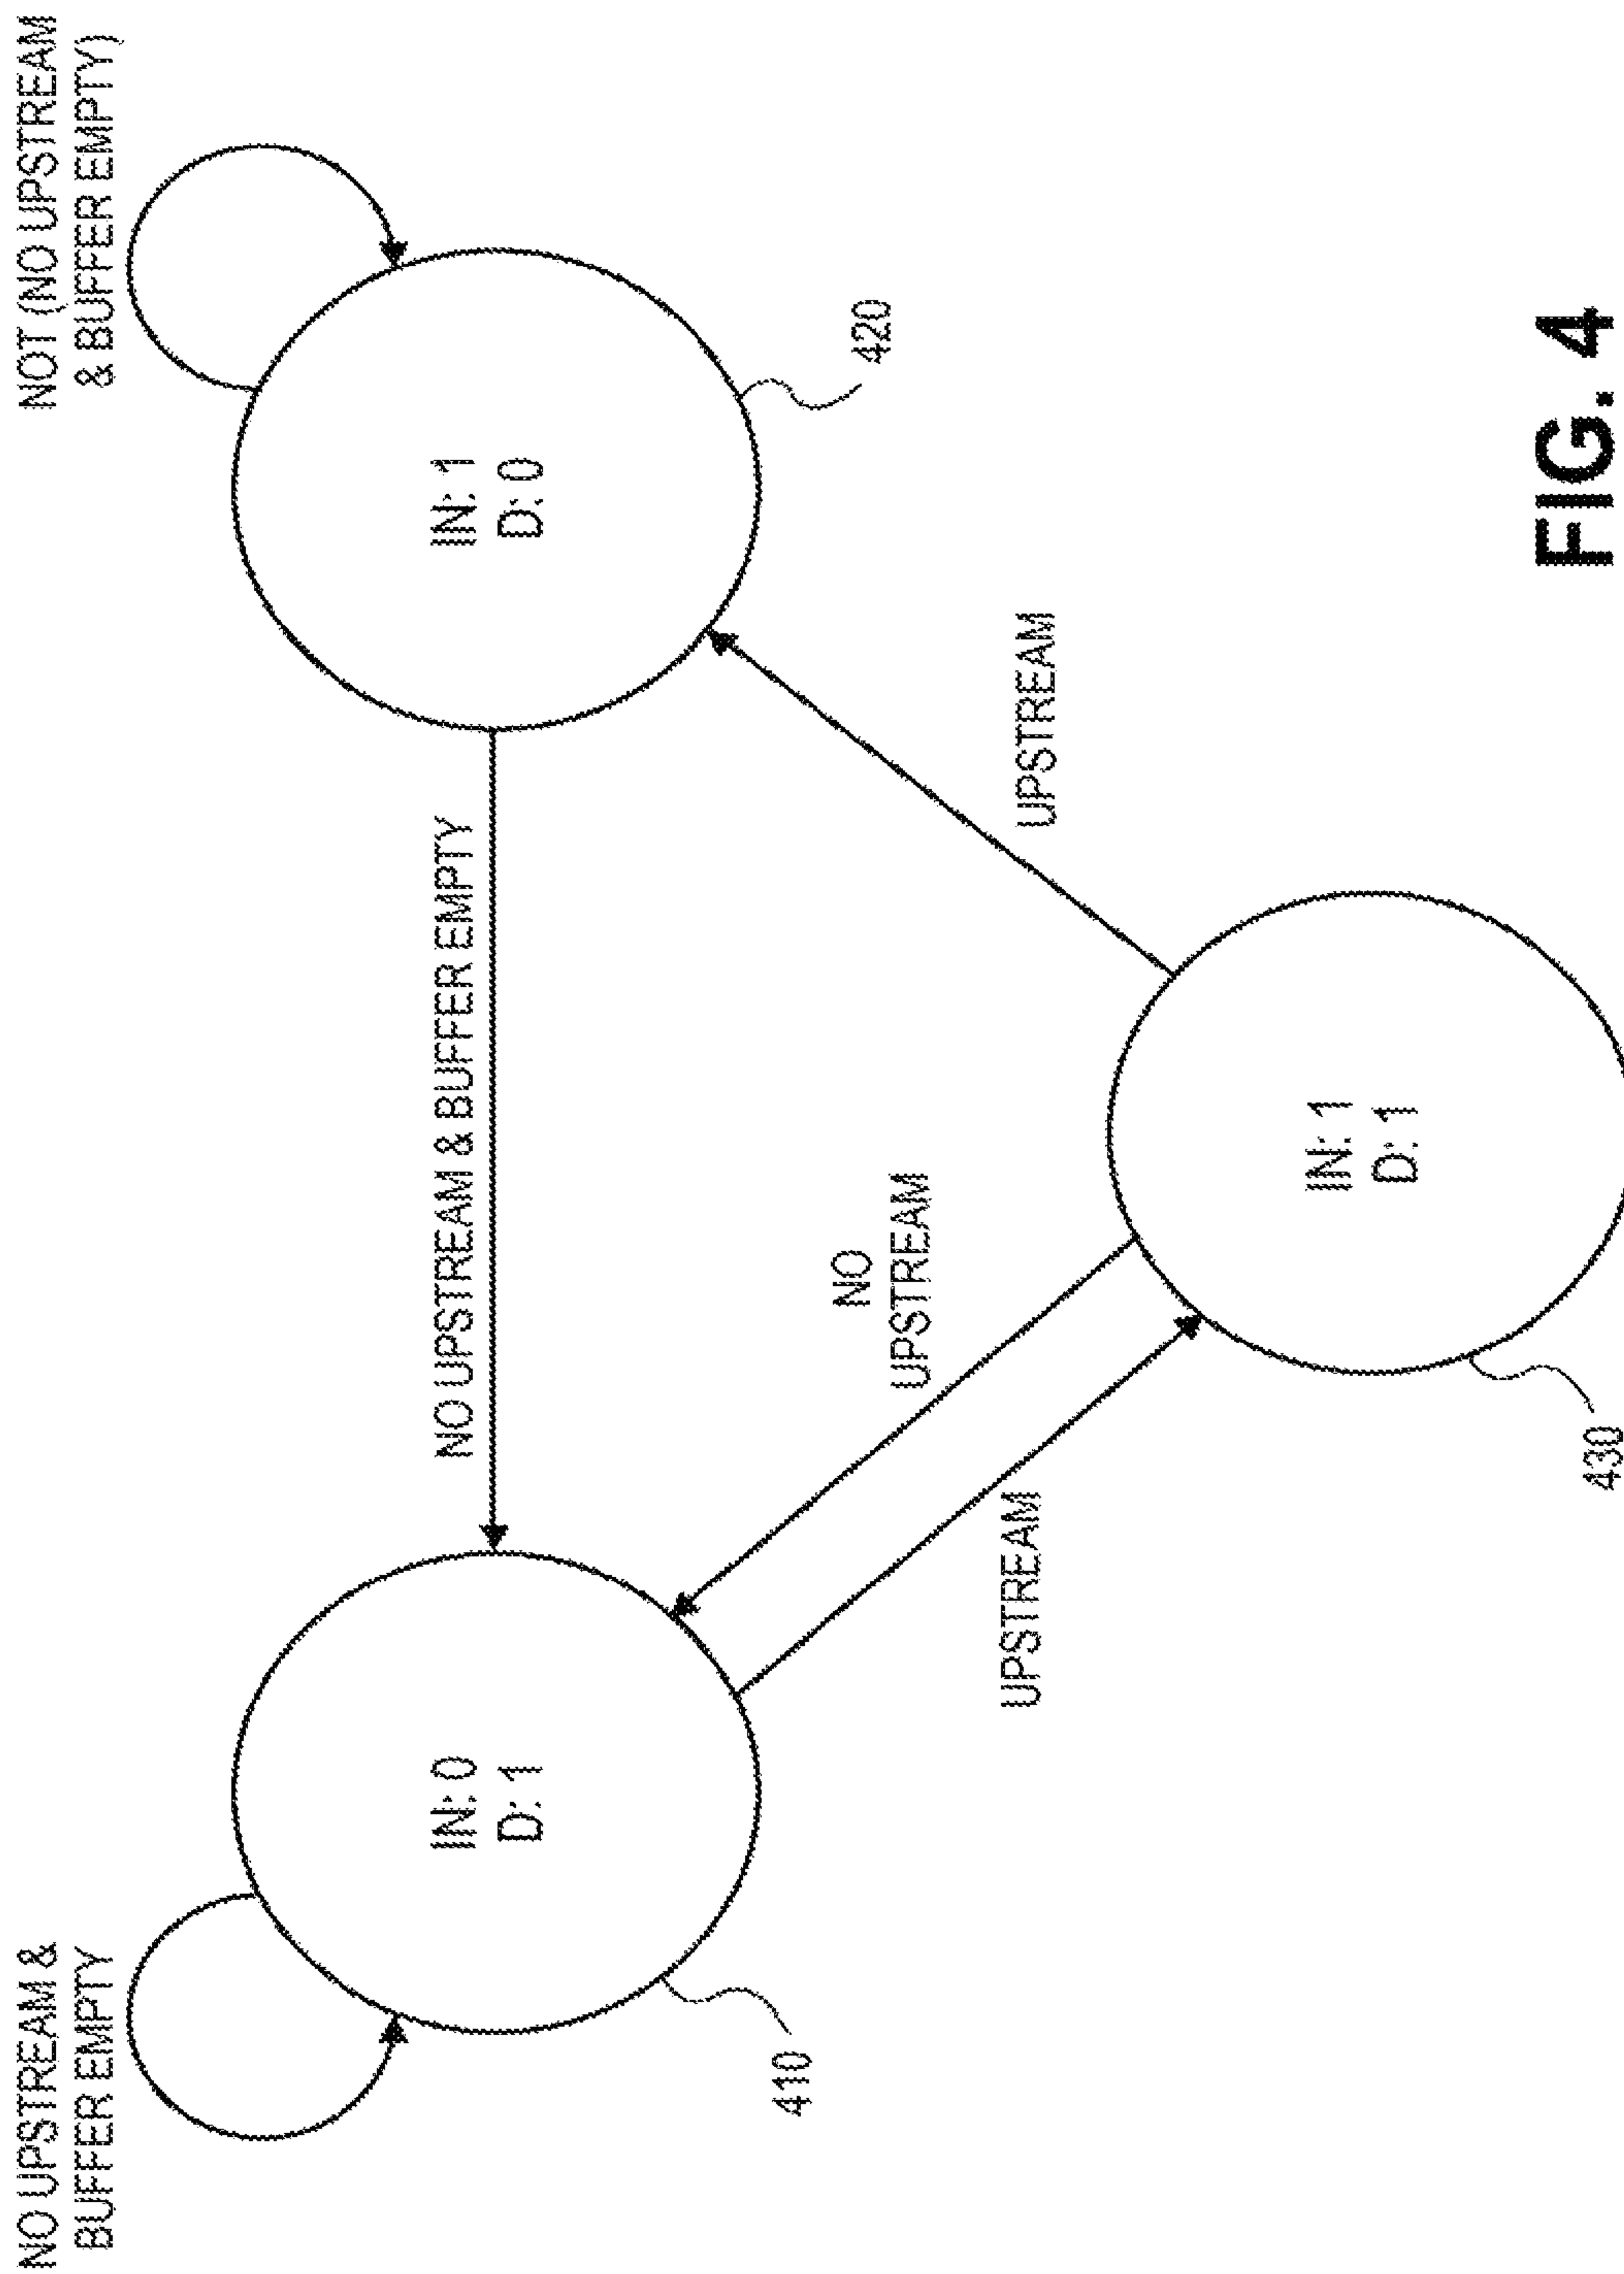 NO UPSTREAM &
BUFFER EMPTY
NOT (NO UPSTREAM
& BUFFER EMPTY)
IN: 0
D: 1
NO UPSTREAM & BUFFER EMPTY
IN: 1
D: 0
410
420
NO
UPSTREAM
UPSTREAM
UPSTREAM
IN: 1
D: 1
430
FIG. 4